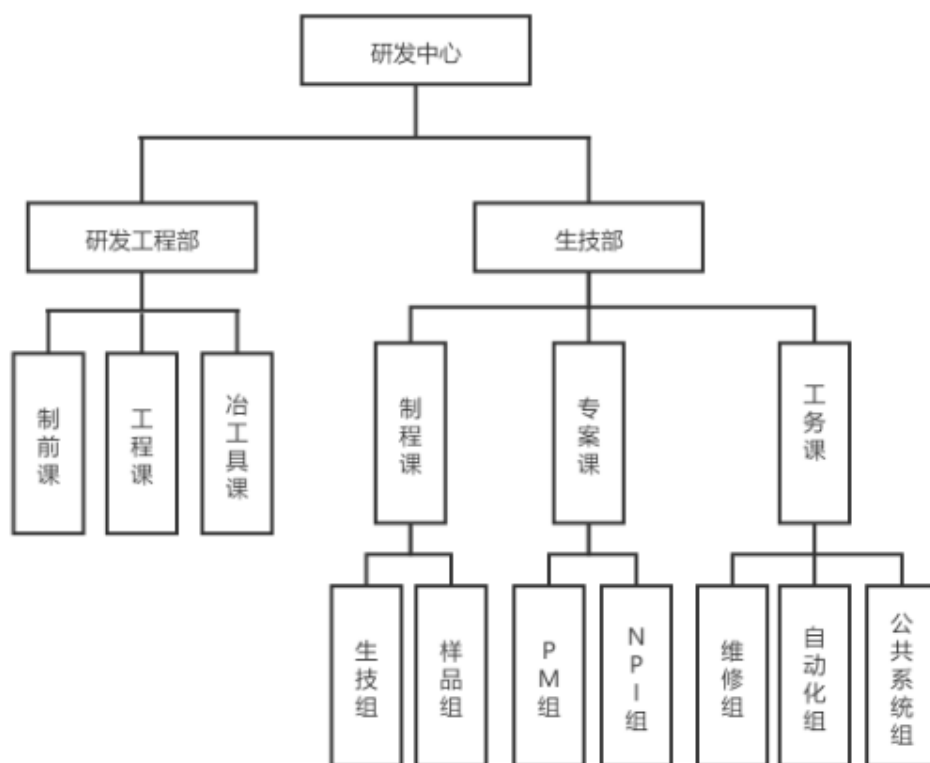 研发中心
研发工程部
生技部
制前课
工程课
冶工具课
制程课
专案课
工务课
生技组
样品组
PM组
NPI组
维修组
自动化组
公共系统组